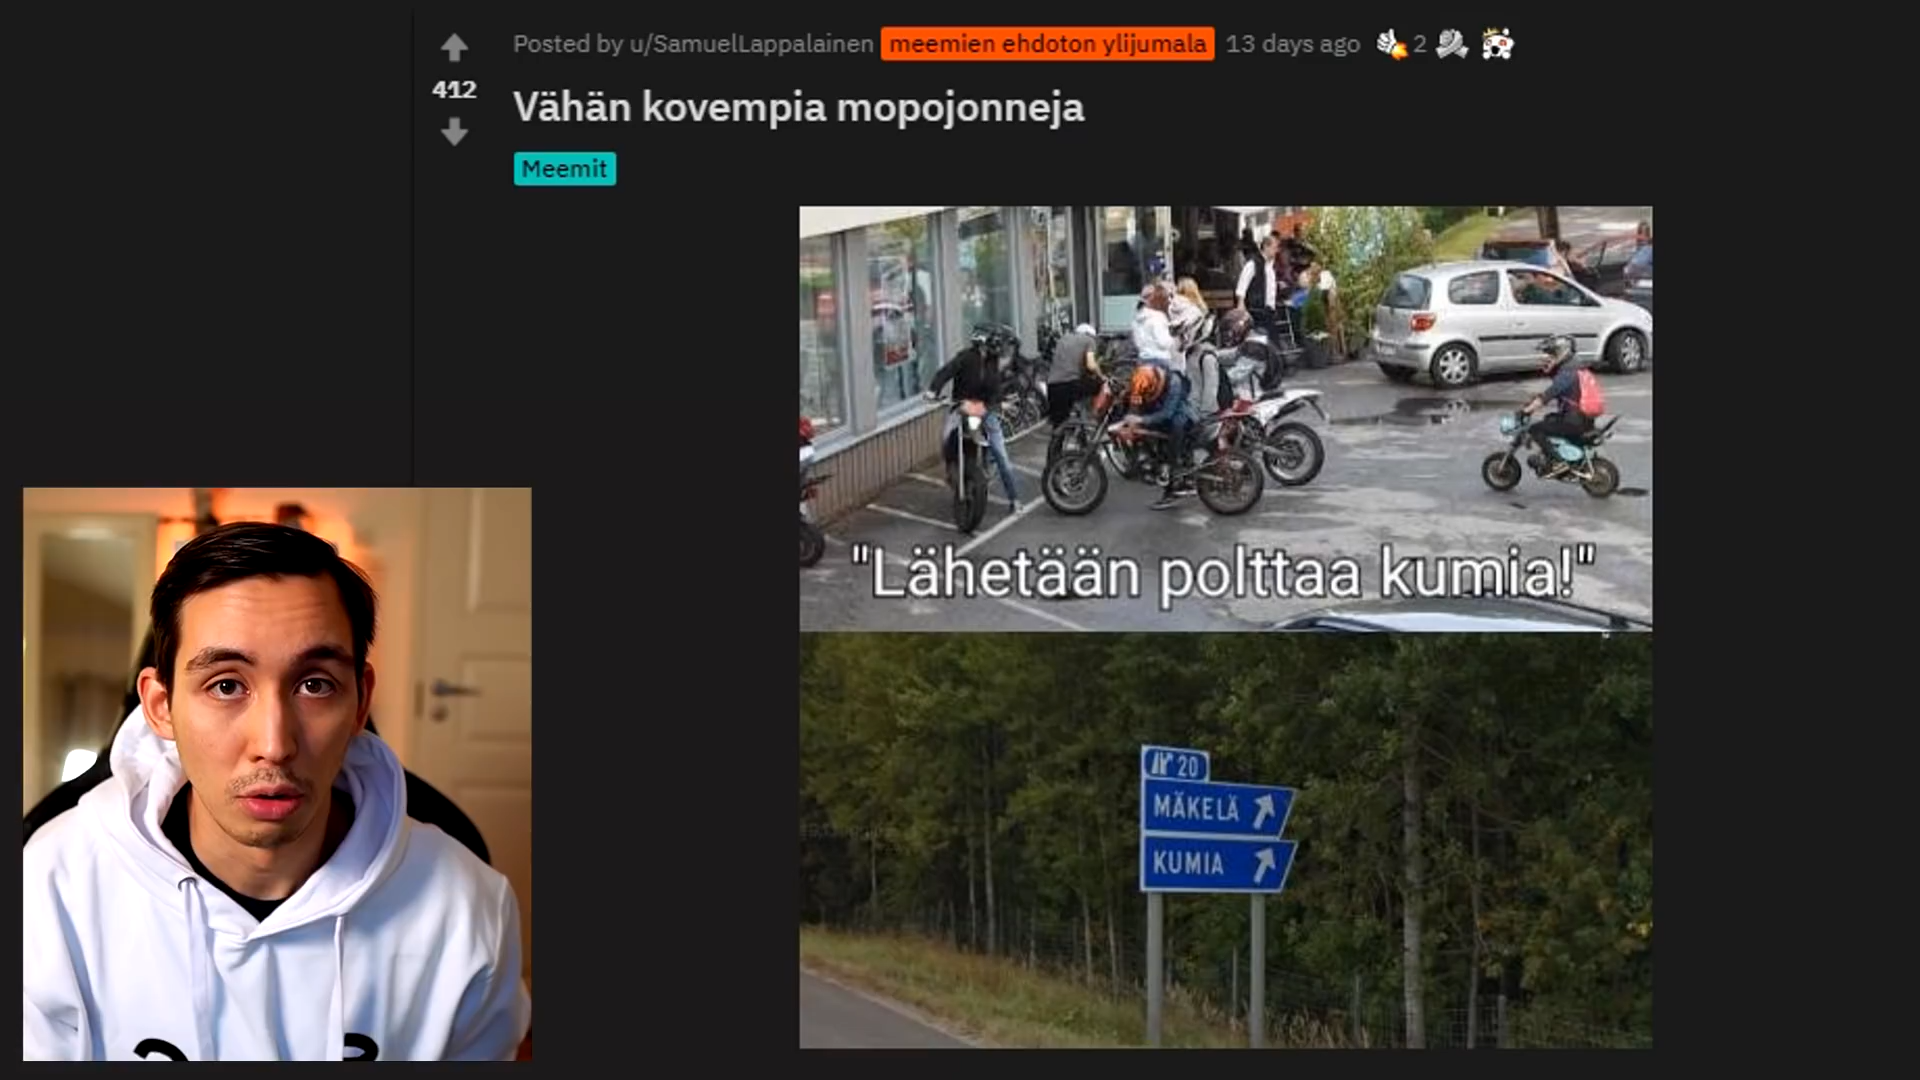 Posted by u/SamuelLappalainen meemien ehdoton ylijumala 13 days ago 2
412
Vähän kovempia mopojonneja
Meemit
"Lähetään polttaa kumia!"
20
MÄKELÄ
KUMIA